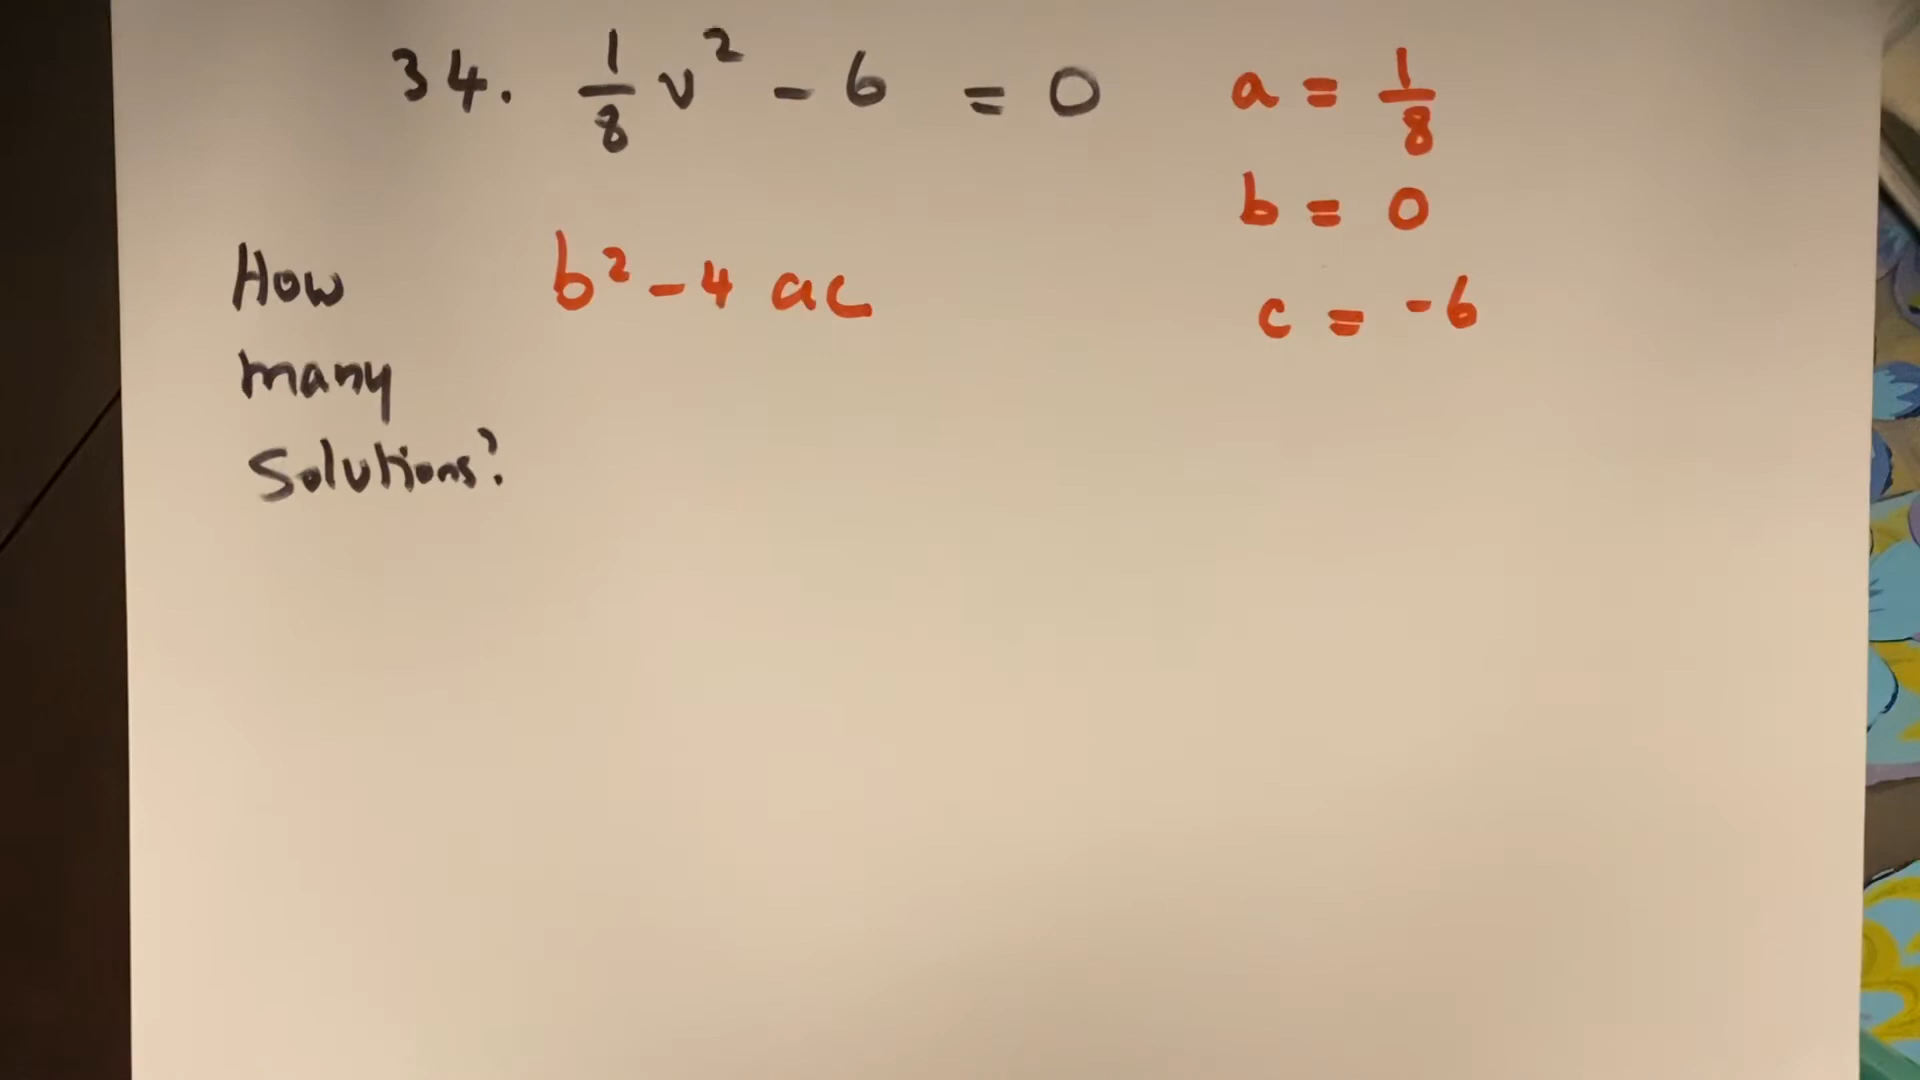 34. 1/8 v² - 6 = 0
a = 1/8
b = 0
c = -6
How
many
Solutions?
b² - 4 ac